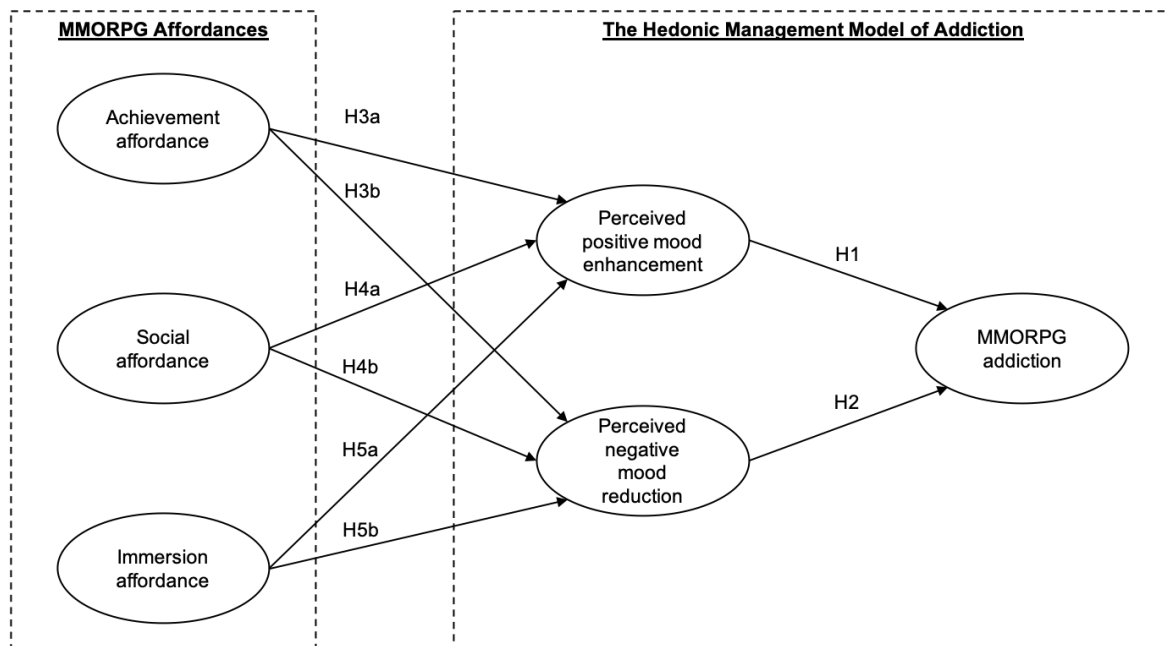 MMORPG Affordances
The Hedonic Management Model of Addiction
Achievement
affordance
H3a
H3b
Perceived
positive mood
enhancement
H1
H4a
Social
affordance
H4b
MMORPG
addiction
H2
Perceived
negative
mood
reduction
H5a
H5b
Immersion
affordance